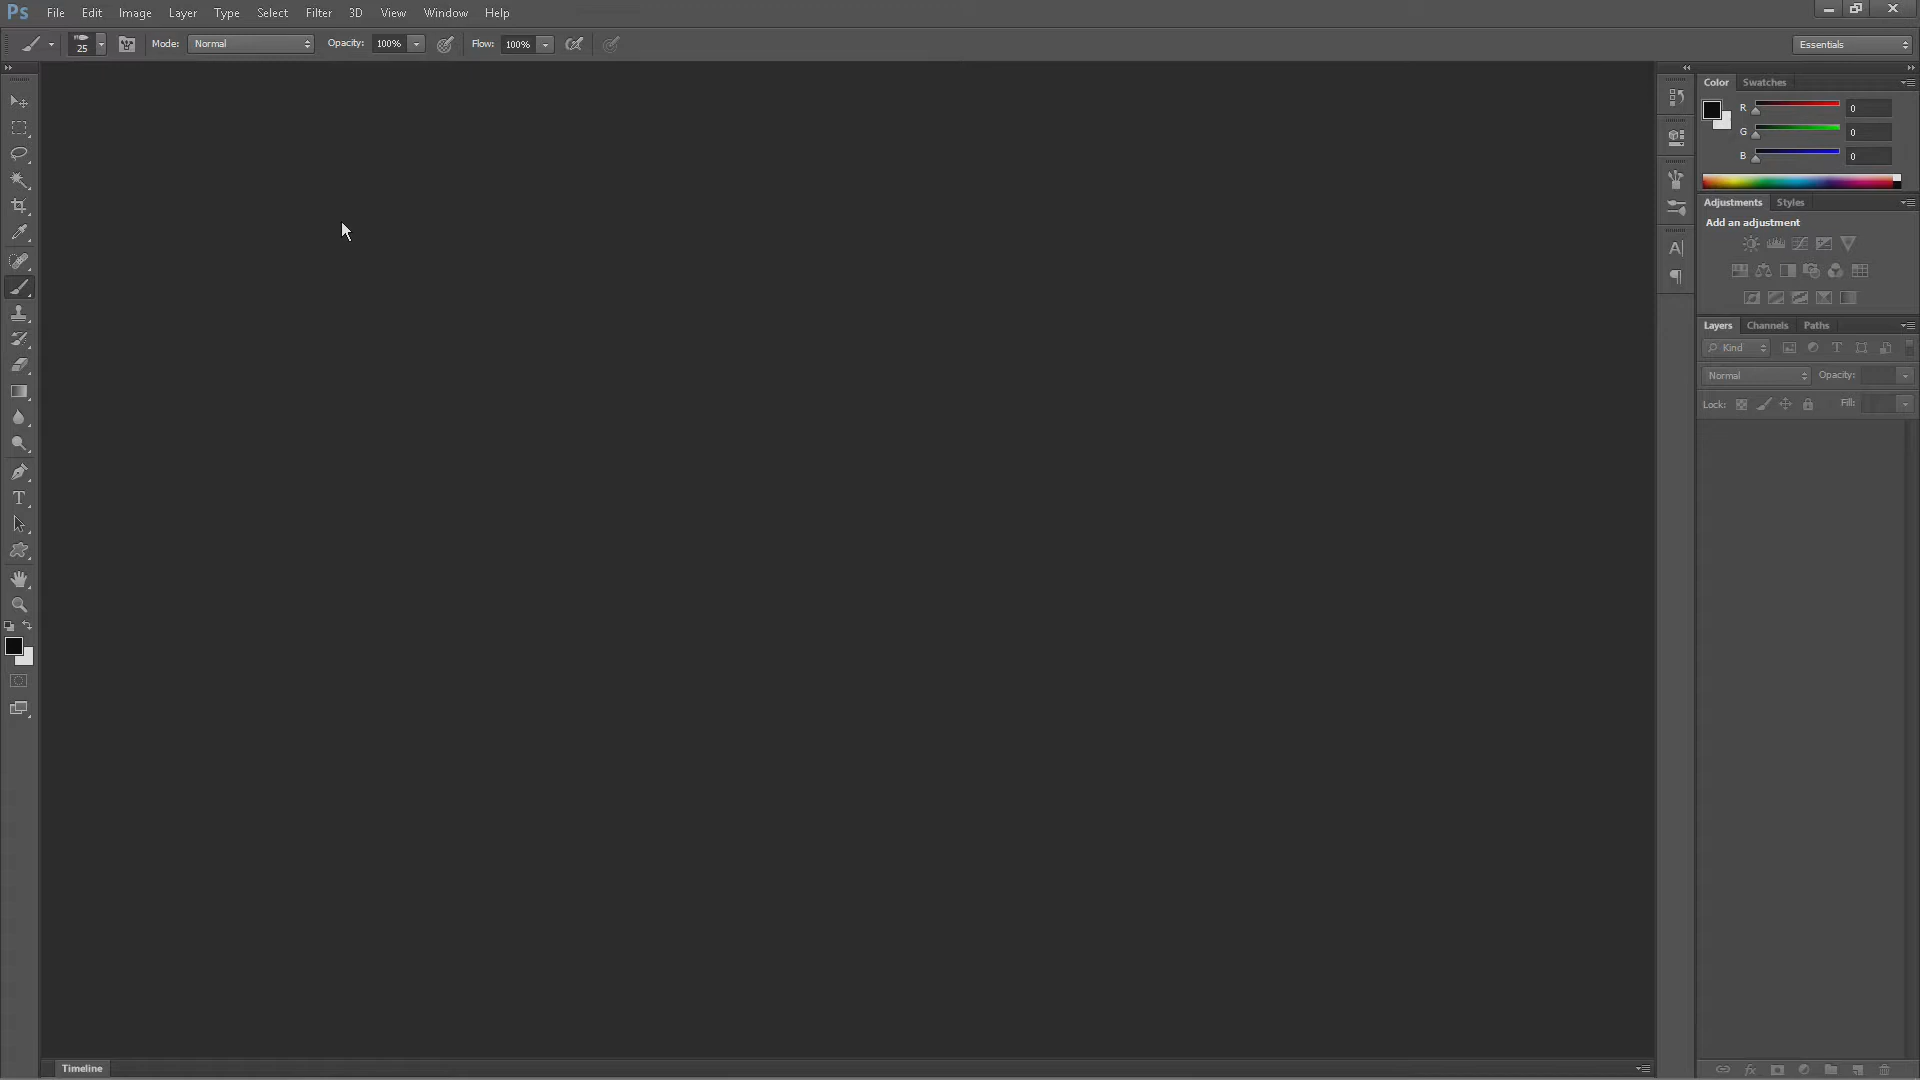 Ps File Edit Image Layer Type Select Filter 3D View Window Help
25 Mode: Normal Opacity: 100% Flow: 100% Essentials
Color Swatches
R 0
G 0
B 0
Adjustments Styles
Add an adjustment
Layers Channels Paths
Kind T
Normal Opacity:
Lock: Fill:
A
T
Timeline fx